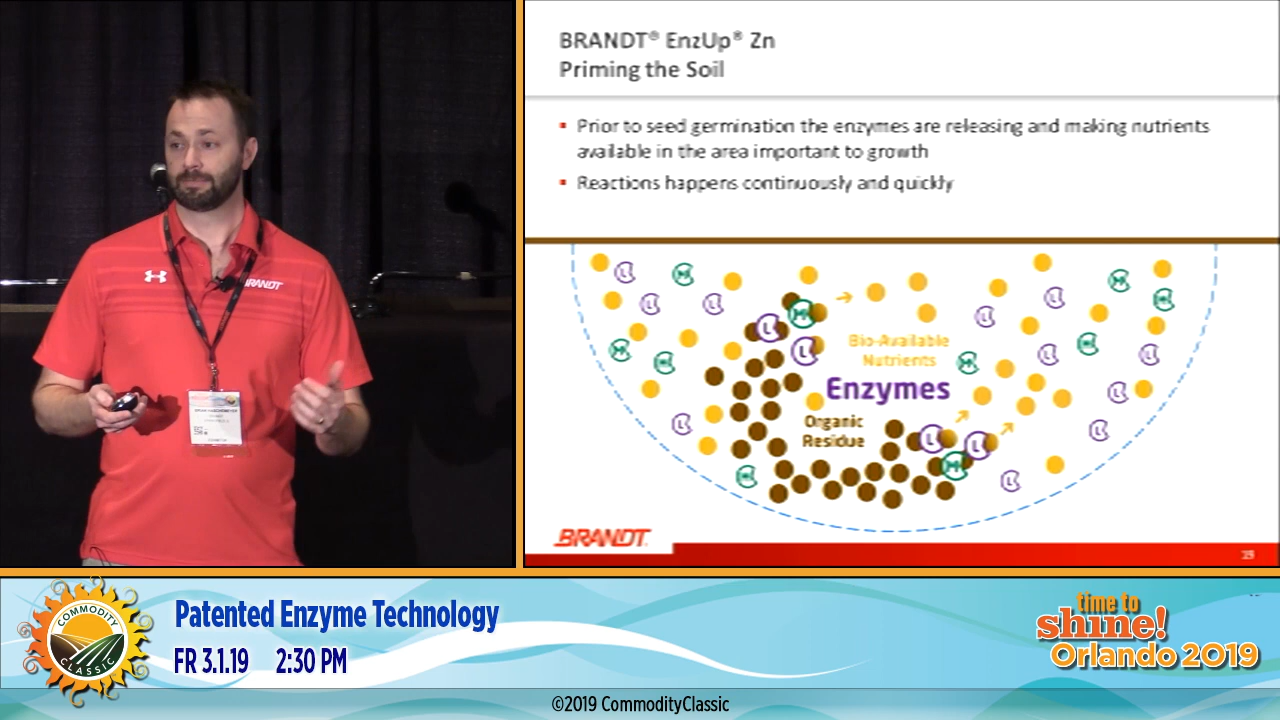 BRANDT
BRANDT® EnzUp® Zn
Priming the Soil
Prior to seed germination the enzymes are releasing and making nutrients
available in the area important to growth
Reactions happens continuously and quickly
Bio-Available
Nutrients
Enzymes
Organic
Residue
BRANDT
19
COMMODITY
CLASSIC
Patented Enzyme Technology
FR 3.1.19 2:30 PM
time to
shine!
Orlando 2019
©2019 CommodityClassic